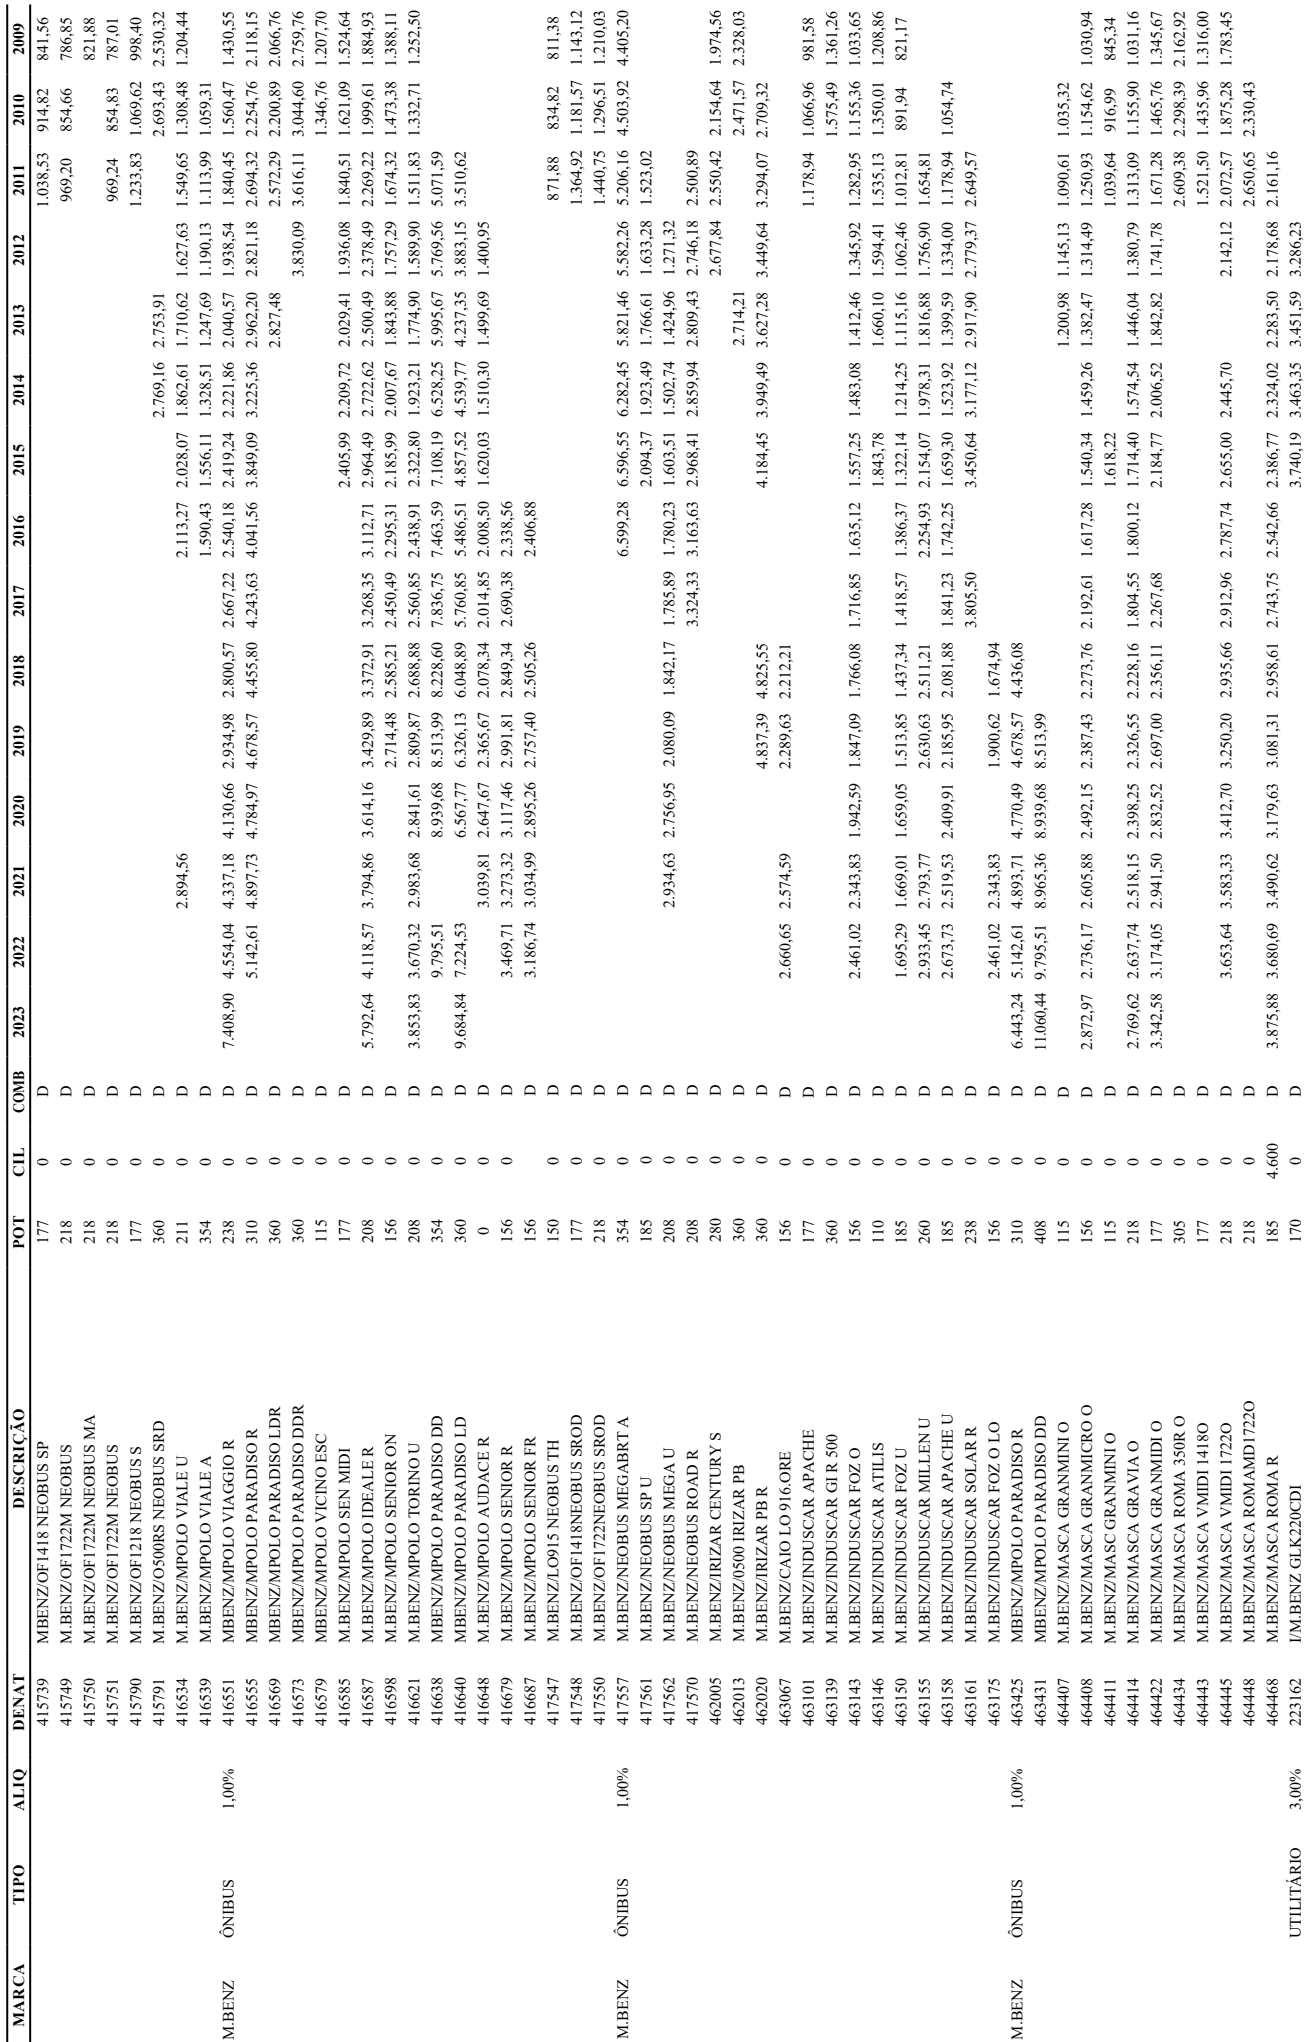 MARCA TIPO ALIQ DENAT DESCRIÇÃO POT CIL COMB 2023 2022 2021 2020 2019 2018 2017 2016 2015 2014 2013 2012 2011 2010 2009
415739 MBENZ/OF1418 NEOBUS SP 177 0 D 1.038,53 914,82 841,56
415749 M.BENZ/OF1722M NEOBUS 218 0 D 969,20 854,66 786,85
415750 M.BENZ/OF1722M NEOBUS MA 218 0 D 821,88
415751 M.BENZ/OF1722M NEOBUS 218 0 D 969,24 854,83 787,01
415790 M.BENZ/OF1218 NEOBUS S 177 0 D 1.233,83 1.069,62 998,40
415791 M.BENZ/O500RS NEOBUS SRD 360 0 D 2.769,16 2.753,91 2.693,43 2.530,32
416534 M.BENZ/MPOLO VIALE U 211 0 D 2.894,56 2.113,27 2.028,07 1.862,61 1.710,62 1.627,63 1.549,65 1.308,48 1.204,44
416539 M.BENZ/MPOLO VIALE A 354 0 D 1.590,43 1.556,11 1.328,51 1.247,69 1.190,13 1.113,99 1.059,31
M.BENZ ÔNIBUS 1,00% 416551 MBENZ/MPOLO VIAGGIO R 238 0 D 7.408,90 4.554,04 4.337,18 4.130,66 2.934,98 2.800,57 2.667,22 2.540,18 2.419,24 2.221,86 2.040,57 1.938,54 1.840,45 1.560,47 1.430,55
416555 M.BENZ/MPOLO PARADISO R 310 0 D 5.142,61 4.897,73 4.784,97 4.678,57 4.455,80 4.243,63 4.041,56 3.849,09 3.225,36 2.962,20 2.821,18 2.694,32 2.254,76 2.118,15
416569 M.BENZ/MPOLO PARADISO LDR 360 0 D 2.827,48 2.572,29 2.200,89 2.066,76
416573 M.BENZ/MPOLO PARADISO DDR 360 0 D 3.830,09 3.616,11 3.044,60 2.759,76
416579 M.BENZ/MPOLO VICINO ESC 115 0 D 1.346,76 1.207,70
416585 M.BENZ/MPOLO SEN MIDI 177 0 D 2.405,99 2.209,72 2.029,41 1.936,08 1.840,51 1.621,09 1.524,64
416587 M.BENZ/MPOLO IDEALE R 208 0 D 5.792,64 4.118,57 3.794,86 3.614,16 3.429,89 3.372,91 3.268,35 3.112,71 2.964,49 2.722,62 2.500,49 2.378,49 2.269,22 1.999,61 1.884,93
416598 M.BENZ/MPOLO SENIOR ON 156 0 D 2.714,48 2.585,21 2.450,49 2.295,31 2.185,99 2.007,67 1.843,88 1.757,29 1.674,32 1.473,38 1.388,11
416621 M.BENZ/MPOLO TORINO U 208 0 D 3.853,83 3.670,32 2.983,68 2.841,61 2.809,87 2.688,88 2.560,85 2.438,91 2.322,80 1.923,21 1.774,90 1.589,90 1.511,83 1.332,71 1.252,50
416638 M.BENZ/MPOLO PARADISO DD 354 0 D 9.795,51 8.939,68 8.513,99 8.228,60 7.836,75 7.463,59 7.108,19 6.528,25 5.995,67 5.769,56 5.071,59
416640 M.BENZ/MPOLO PARADISO LD 360 0 D 9.684,84 7.224,53 6.567,77 6.326,13 6.048,89 5.760,85 5.486,51 4.857,52 4.539,77 4.237,35 3.883,15 3.510,62
416648 M.BENZ/MPOLO AUDACE R 0 0 D 3.039,81 2.647,67 2.365,67 2.078,34 2.014,85 2.008,50 1.620,03 1.510,30 1.499,69 1.400,95
416679 M.BENZ/MPOLO SENIOR R 156 0 D 3.469,71 3.273,32 3.117,46 2.991,81 2.849,34 2.690,38 2.338,56
416687 M.BENZ/MPOLO SENIOR FR 156 D 3.186,74 3.034,99 2.895,26 2.757,40 2.505,26 2.406,88
417547 M.BENZ/LO915 NEOBUS TH 150 0 D 871,88 834,82 811,38
417548 M.BENZ/OF1418NEOBUS SROD 177 0 D 1.364,92 1.181,57 1.143,12
417550 M.BENZ/OF1722NEOBUS SROD 218 0 D 1.440,75 1.296,51 1.210,03
M.BENZ ÔNIBUS 1,00% 417557 M.BENZ/NEOBUS MEGABRT A 354 0 D 6.599,28 6.596,55 6.282,45 5.821,46 5.582,26 5.206,16 4.503,92 4.405,20
417561 M.BENZ/NEOBUS SP U 185 0 D 2.094,37 1.923,49 1.766,61 1.633,28 1.523,02
417562 M.BENZ/NEOBUS MEGA U 208 0 D 2.934,63 2.756,95 2.080,09 1.842,17 1.785,89 1.780,23 1.603,51 1.502,74 1.424,96 1.271,32
417570 M.BENZ/NEOBUS ROAD R 208 0 D 3.324,33 3.163,63 2.968,41 2.859,94 2.809,43 2.746,18 2.500,89
462005 M.BENZ/IRIZAR CENTURY S 280 0 D 2.677,84 2.550,42 2.154,64 1.974,56
462013 M.BENZ/0500 IRIZAR PB 360 0 D 2.714,21 2.471,57 2.328,03
462020 M.BENZ/IRIZAR PB R 360 0 D 4.837,39 4.825,55 4.184,45 3.949,49 3.627,28 3.449,64 3.294,07 2.709,32
463067 M.BENZ/CAIO LO 916.ORE 156 0 D 2.660,65 2.574,59 2.289,63 2.212,21
463101 M.BENZ/INDUSCAR APACHE 177 0 D 1.178,94 1.066,96 981,58
463139 M.BENZ/INDUSCAR GI R 500 360 0 D 1.575,49 1.361,26
463143 M.BENZ/INDUSCAR FOZ O 156 0 D 2.461,02 2.343,83 1.942,59 1.847,09 1.766,08 1.716,85 1.635,12 1.557,25 1.483,08 1.412,46 1.345,92 1.282,95 1.155,36 1.033,65
463146 M.BENZ/INDUSCAR ATILIS 110 0 D 1.843,78 1.660,10 1.594,41 1.535,13 1.350,01 1.208,86
463150 M.BENZ/INDUSCAR FOZ U 185 0 D 1.695,29 1.669,01 1.659,05 1.513,85 1.437,34 1.418,57 1.386,37 1.322,14 1.214,25 1.115,16 1.062,46 1.012,81 891,94 821,17
463155 M.BENZ/INDUSCAR MILLEN U 260 0 D 2.933,45 2.793,77 2.630,63 2.511,21 2.254,93 2.154,07 1.978,31 1.816,88 1.756,90 1.654,81
463158 M.BENZ/INDUSCAR APACHE U 185 0 D 2.673,73 2.519,53 2.409,91 2.185,95 2.081,88 1.841,23 1.742,25 1.659,30 1.523,92 1.399,59 1.334,00 1.178,94 1.054,74
463161 M.BENZ/INDUSCAR SOLAR R 238 0 D 3.805,50 3.450,64 3.177,12 2.917,90 2.779,37 2.649,57
463175 M.BENZ/INDUSCAR FOZ O LO 156 0 D 2.461,02 2.343,83 1.900,62 1.674,94
M.BENZ ÔNIBUS 1,00% 463425 MBENZ/MPOLO PARADISO R 310 0 D 6.443,24 5.142,61 4.893,71 4.770,49 4.678,57 4.436,08
463431 M.BENZ/MPOLO PARADISO DD 408 0 D 11.060,44 9.795,51 8.965,36 8.939,68 8.513,99
464407 M.BENZ/MASCA GRANMINI O 115 0 D 1.200,98 1.145,13 1.090,61 1.035,32
464408 M.BENZ/MASCA GRANMICRO O 156 0 D 2.872,97 2.736,17 2.605,88 2.492,15 2.387,43 2.273,76 2.192,61 1.617,28 1.540,34 1.459,26 1.382,47 1.314,49 1.250,93 1.154,62 1.030,94
464411 M.BENZ/MASC GRANMINI O 115 0 D 1.618,22 1.039,64 916,99 845,34
464414 M.BENZ/MASCA GRAVIA O 218 0 D 2.769,62 2.637,74 2.518,15 2.398,25 2.326,55 2.228,16 1.804,55 1.800,12 1.714,40 1.574,54 1.446,04 1.380,79 1.313,09 1.155,90 1.031,16
464422 M.BENZ/MASCA GRANMIDI O 177 0 D 3.342,58 3.174,05 2.941,50 2.832,52 2.697,00 2.356,11 2.267,68 2.184,77 2.006,52 1.842,82 1.741,78 1.671,28 1.465,76 1.345,67
464434 M.BENZ/MASCA ROMA 350R O 305 0 D 2.609,38 2.298,39 2.162,92
464443 M.BENZ/MASCA VMIDI 1418O 177 0 D 1.521,50 1.435,96 1.316,00
464445 M.BENZ/MASCA VMIDI 1722O 218 0 D 3.653,64 3.583,33 3.412,70 3.250,20 2.935,66 2.912,96 2.787,74 2.655,00 2.445,70 2.142,12 2.072,57 1.875,28 1.783,45
464448 M.BENZ/MASCA ROMAMID1722O 218 0 D 2.650,65 2.330,43
464468 M.BENZ/MASCA ROMA R 185 4.600 D 3.875,88 3.680,69 3.490,62 3.179,63 3.081,31 2.958,61 2.743,75 2.542,66 2.386,77 2.324,02 2.283,50 2.178,68 2.161,16
UTILITÁRIO 3,00% 223162 I/M.BENZ GLK220CDI 170 0 D 3.740,19 3.463,35 3.451,59 3.286,23